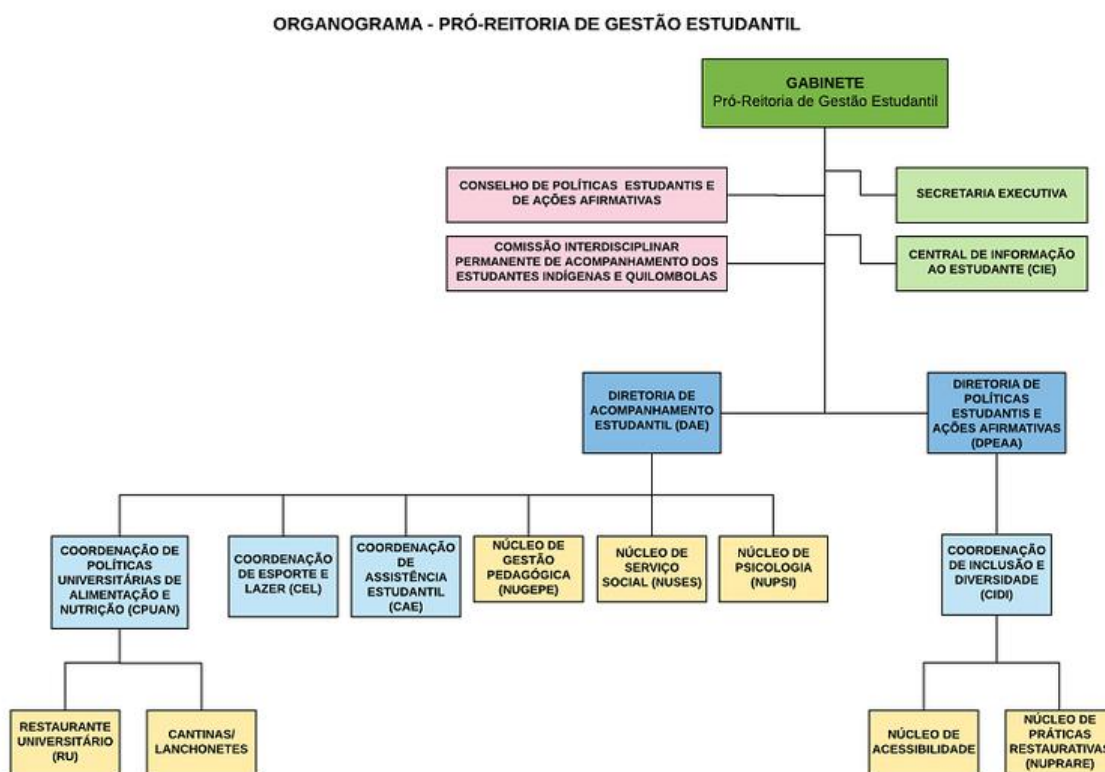 ORGANOGRAMA - PRÓ-REITORIA DE GESTÃO ESTUDANTIL
GABINETE
Pró-Reitoria de Gestão Estudantil
CONSELHO DE POLÍTICAS ESTUDANTIS E
DE AÇÕES AFIRMATIVAS
SECRETARIA EXECUTIVA
COMISSÃO INTERDISCIPLINAR
PERMANENTE DE ACOMPANHAMENTO DOS
ESTUDANTES INDÍGENAS E QUILOMBOLAS
CENTRAL DE INFORMAÇÃO
AO ESTUDANTE (CIE)
DIRETORIA DE
ACOMPANHAMENTO
ESTUDANTIL (DAE)
DIRETORIA DE
POLÍTICAS
ESTUDANTIS E
AÇÕES AFIRMATIVAS
(DPEAA)
COORDENAÇÃO DE
POLÍTICAS
UNIVERSITÁRIAS DE
ALIMENTAÇÃO E
NUTRIÇÃO (CPUAN)
COORDENAÇÃO
DE ESPORTE E
LAZER (CEL)
COORDENAÇÃO
DE
ASSISTÊNCIA
ESTUDANTIL
(CAE)
NÚCLEO DE
GESTÃO
PEDAGÓGICA
(NUGEPE)
NÚCLEO DE
SERVIÇO
SOCIAL (NUSES)
NÚCLEO DE
PSICOLOGIA
(NUPSI)
COORDENAÇÃO
DE INCLUSÃO E
DIVERSIDADE
(CIDI)
RESTAURANTE
UNIVERSITÁRIO
(RU)
CANTINAS/
LANCHONETES
NÚCLEO DE
ACESSIBILIDADE
NÚCLEO DE
PRÁTICAS
RESTAURATIVAS
(NUPRARE)